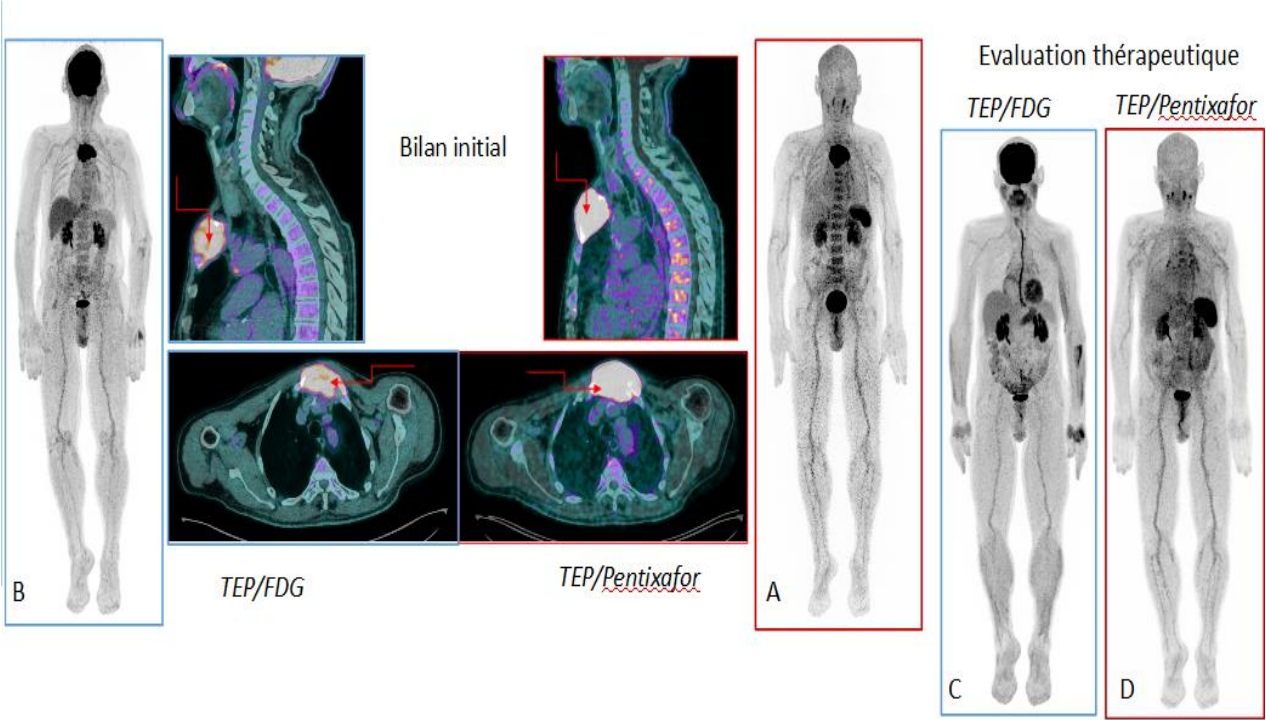 Evaluation thérapeutique
TEP/FDG
TEP/Pentixafor
Bilan initial
B
TEP/FDG
TEP/Pentixafor
A
C
D